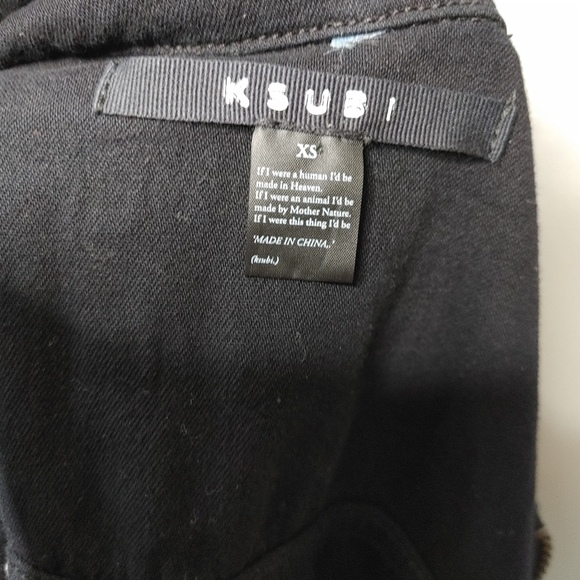 KSUBI
XS
If I were a human I'd be
made in Heaven.
If I were an animal I'd be
made by Mother Nature.
If I were this thing I'd be
'MADE IN CHINA,.'
(ksubi.)